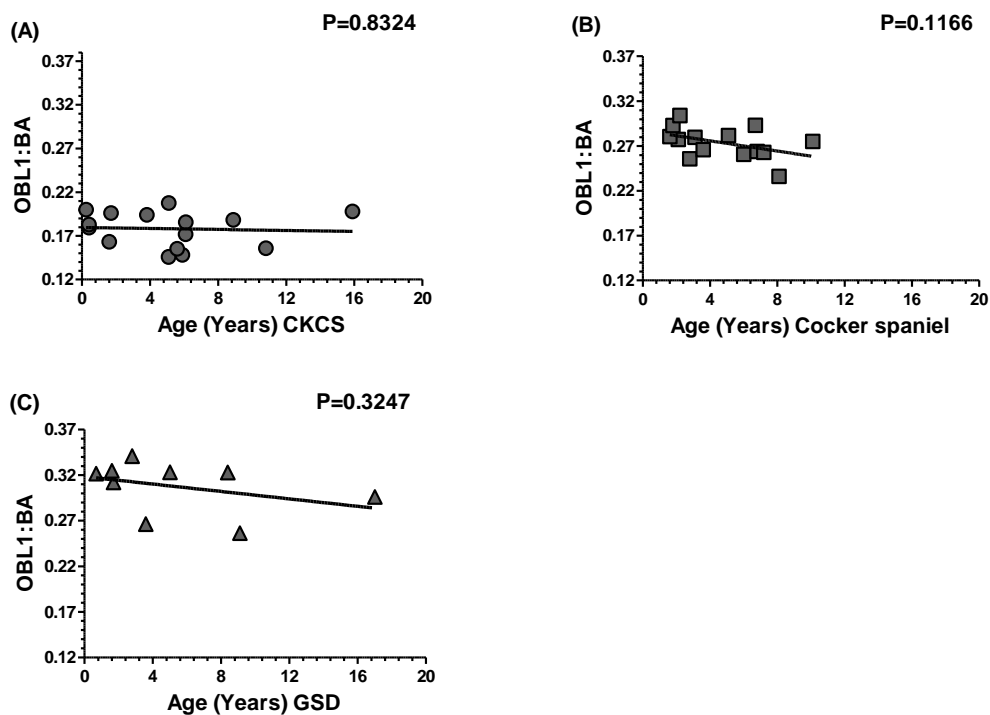 (A)
P=0.8324
0.37
0.32
0.27
0.22
0.17
0.12
OBL1:BA
0 4 8 12 16 20
Age (Years) CKCS
(B)
P=0.1166
0.37
0.32
0.27
0.22
0.17
0.12
OBL1:BA
0 4 8 12 16 20
Age (Years) Cocker spaniel
(C)
P=0.3247
0.37
0.32
0.27
0.22
0.17
0.12
OBL1:BA
0 4 8 12 16 20
Age (Years) GSD